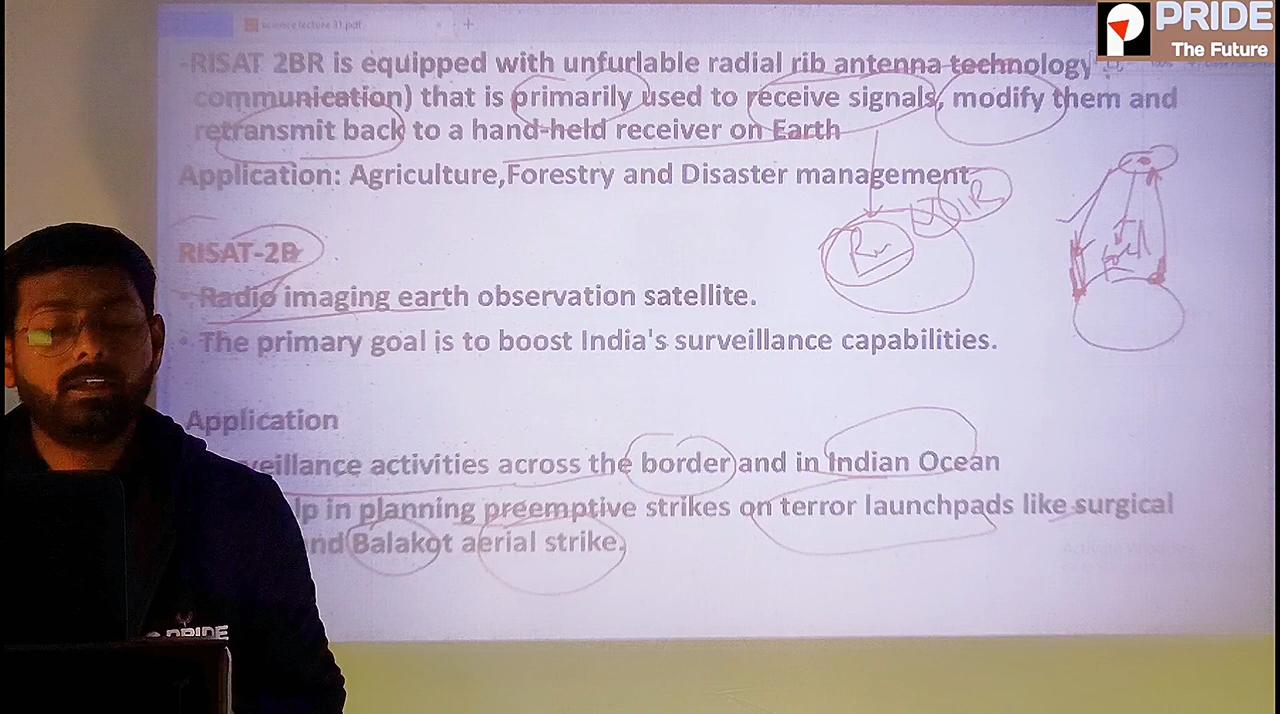 science lecture 31.pdf
PRIDE
The Future
-RISAT 2BR is equipped with unfurlable radial rib antenna technology
communication) that is primarily used to receive signals, modify them and
retransmit back to a hand-held receiver on Earth
Application: Agriculture,Forestry and Disaster management
RISAT-2B
• Radio imaging earth observation satellite.
• The primary goal is to boost India's surveillance capabilities.
Application
veillance activities across the border and in Indian Ocean
lp in planning preemptive strikes on terror launchpads like surgical
nd Balakot aerial strike.
PRIDE